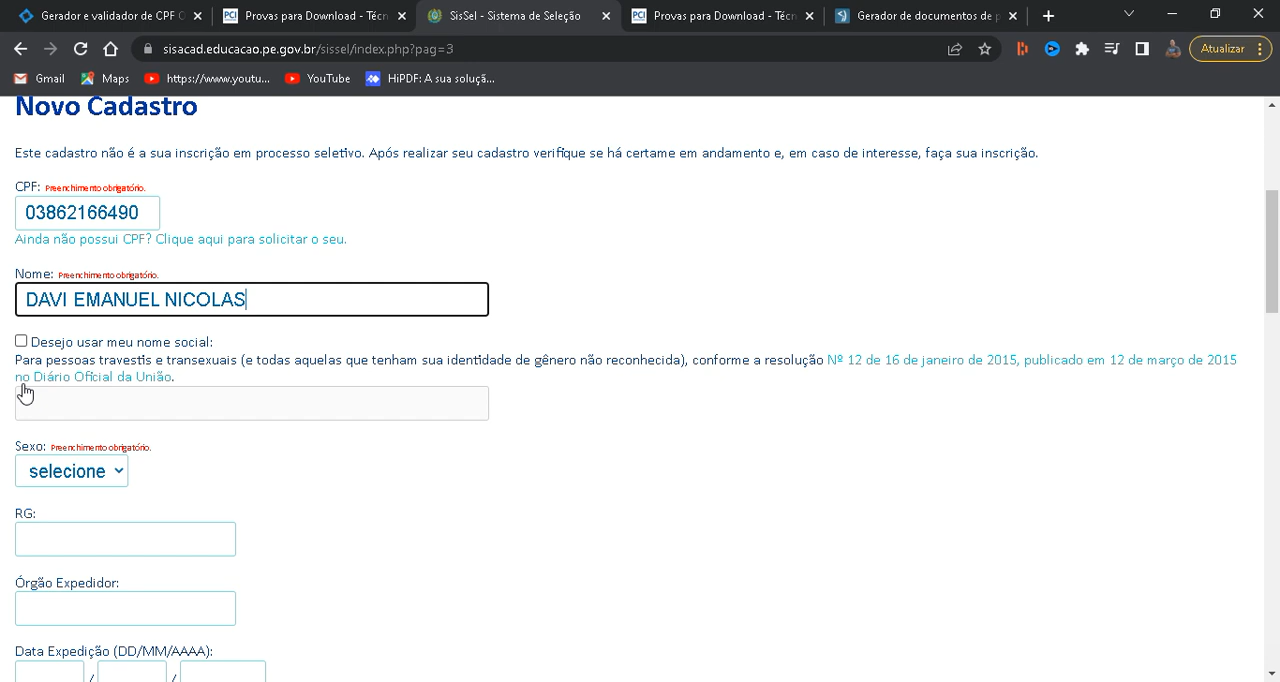 Gerador e validador de CPF
Provas para Download - Técn
SisSel - Sistema de Seleção
Provas para Download - Técn
Gerador de documentos de p
sisacad.educacao.pe.gov.br/sissel/index.php?pag=3
Atualizar
Gmail
Maps
https://www.youtu...
YouTube
HiPDF: A sua soluçã...
Novo Cadastro
Este cadastro não é a sua inscrição em processo seletivo. Após realizar seu cadastro verifique se há certame em andamento e, em caso de interesse, faça sua inscrição.
CPF: Preenchimento obrigatório.
03862166490
Ainda não possui CPF? Clique aqui para solicitar o seu.
Nome: Preenchimento obrigatório.
DAVI EMANUEL NICOLAS
Desejo usar meu nome social:
Para pessoas travestis e transexuais (e todas aquelas que tenham sua identidade de gênero não reconhecida), conforme a resolução Nº 12 de 16 de janeiro de 2015, publicado em 12 de março de 2015
no Diário Oficial da União.
Sexo: Preenchimento obrigatório.
selecione
RG:
Órgão Expedidor:
Data Expedição (DD/MM/AAAA):
/ /